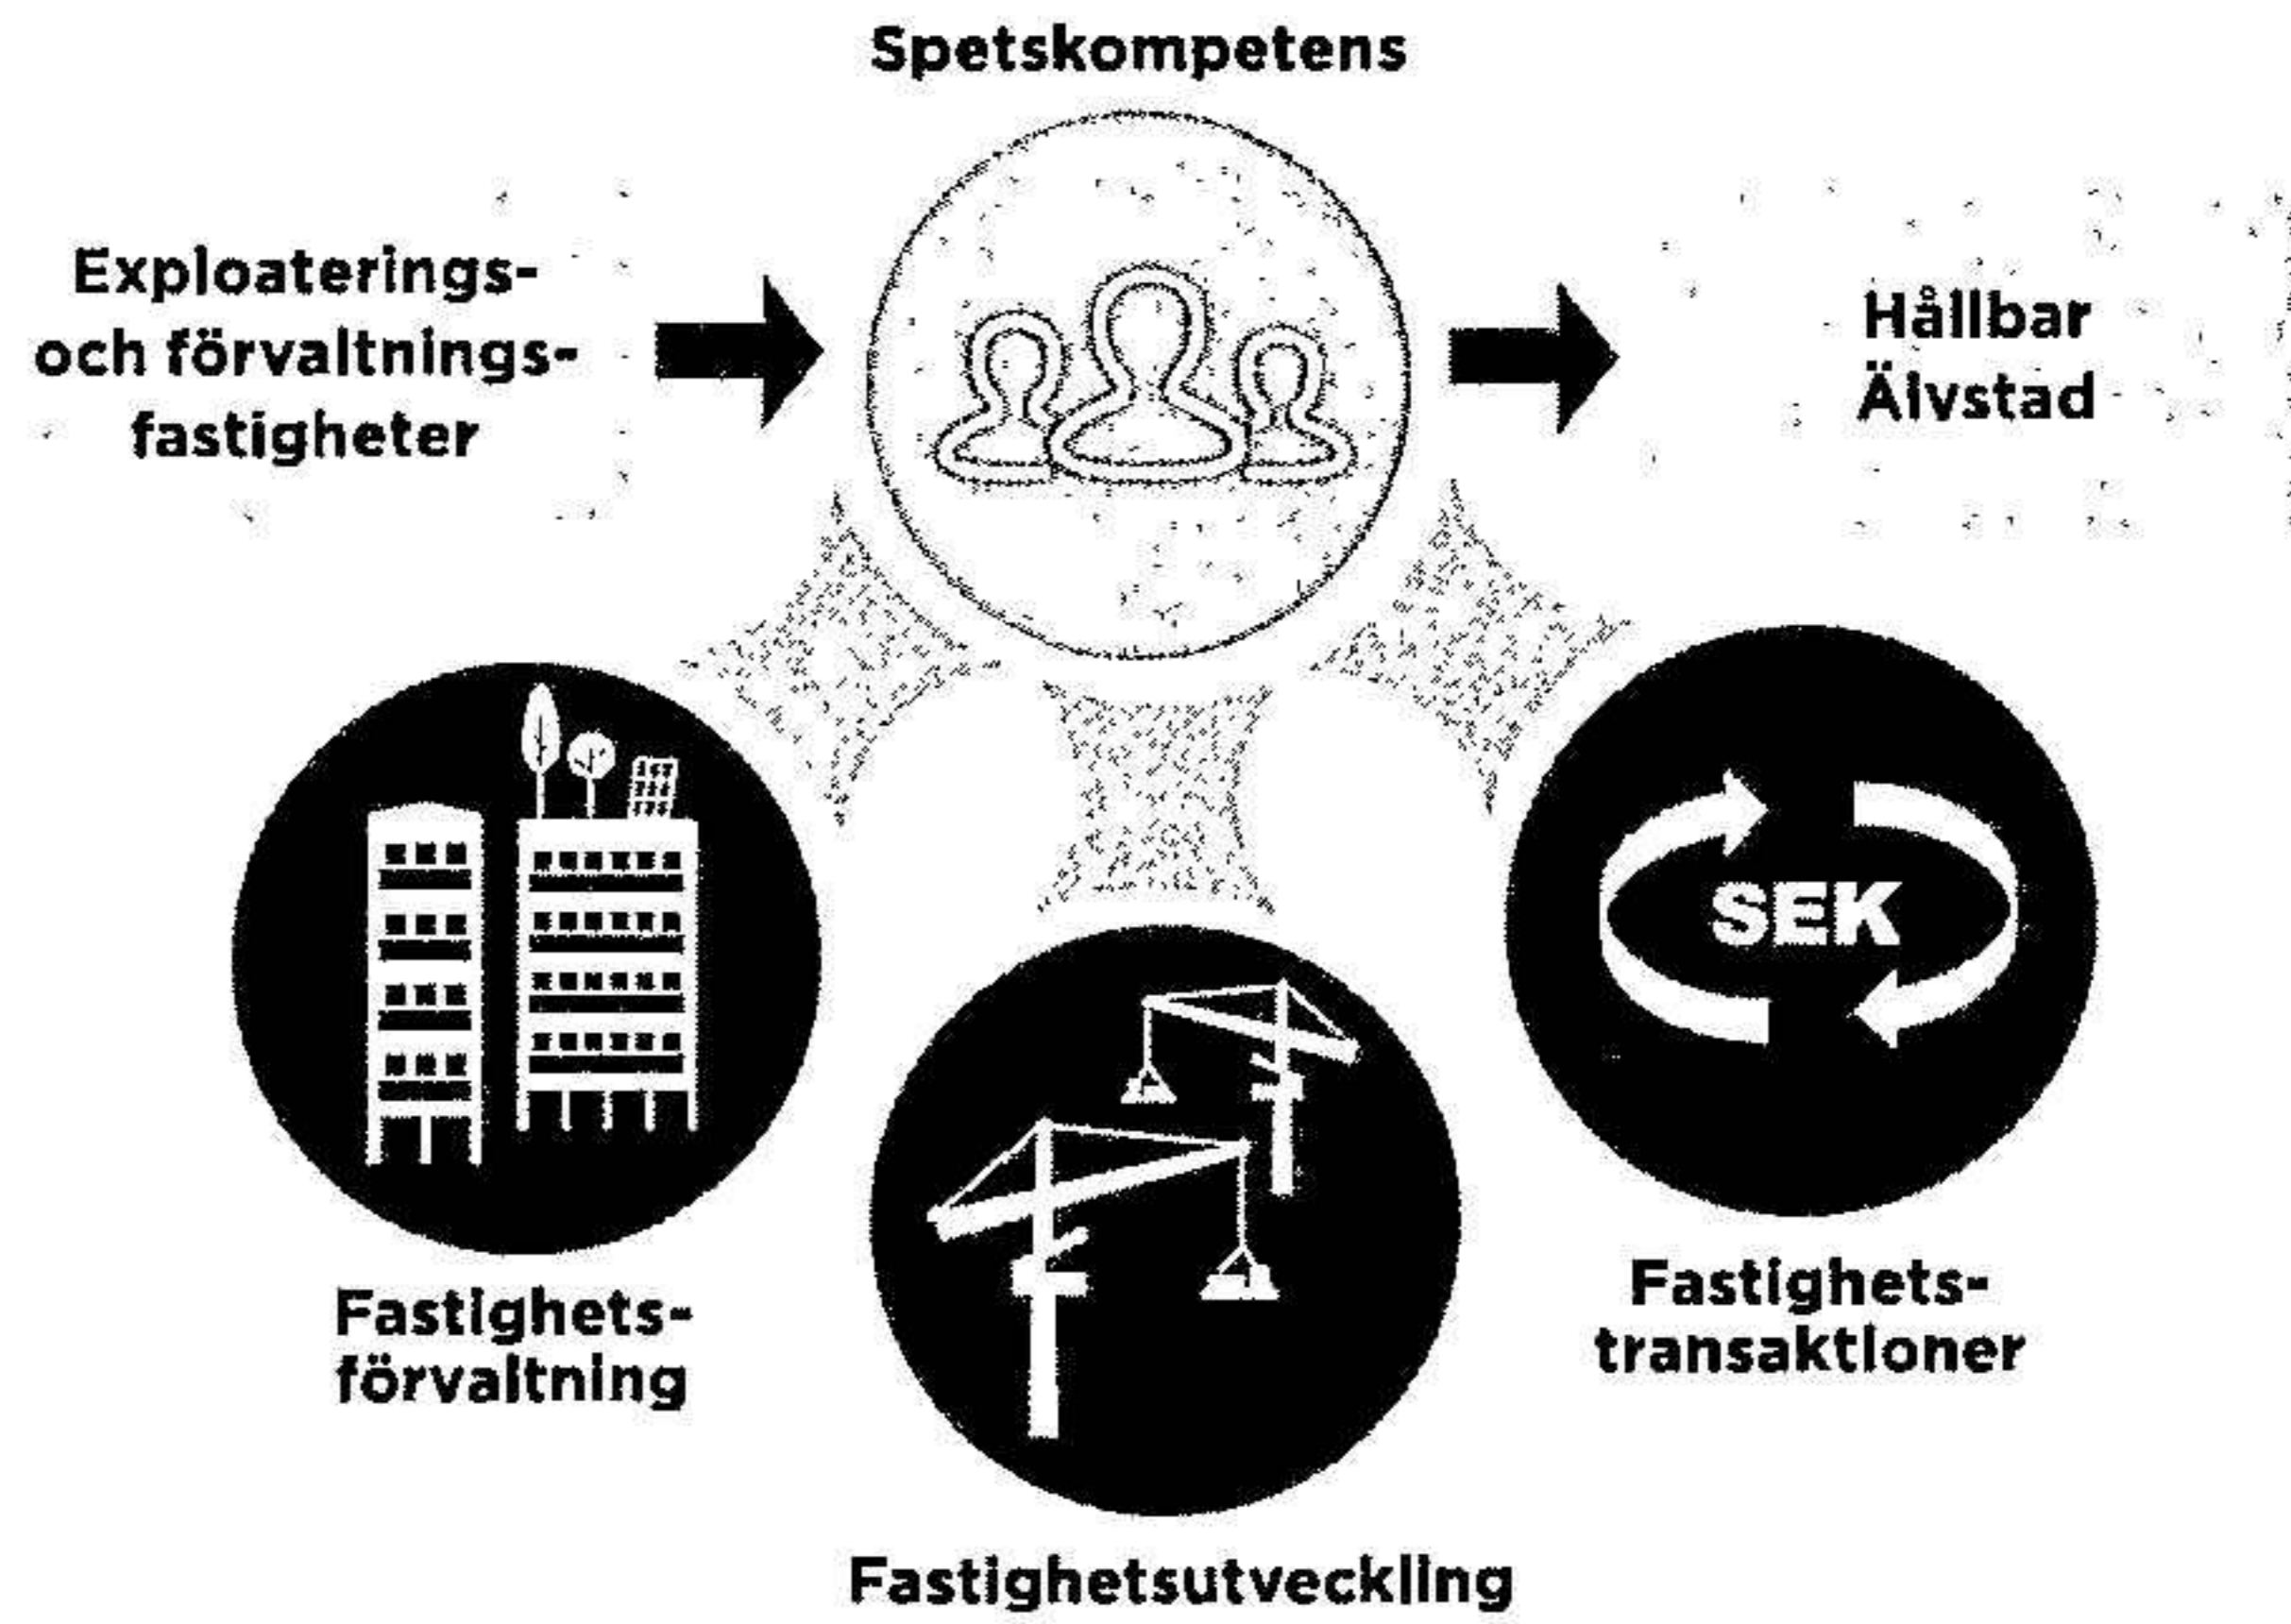 Spetskompetens
Exploaterings-
och förvaltnings-
fastigheter
Hållbar
Älvstad
SEK
Fastighets-
förvaltning
Fastighets-
transaktioner
Fastighetsutveckling